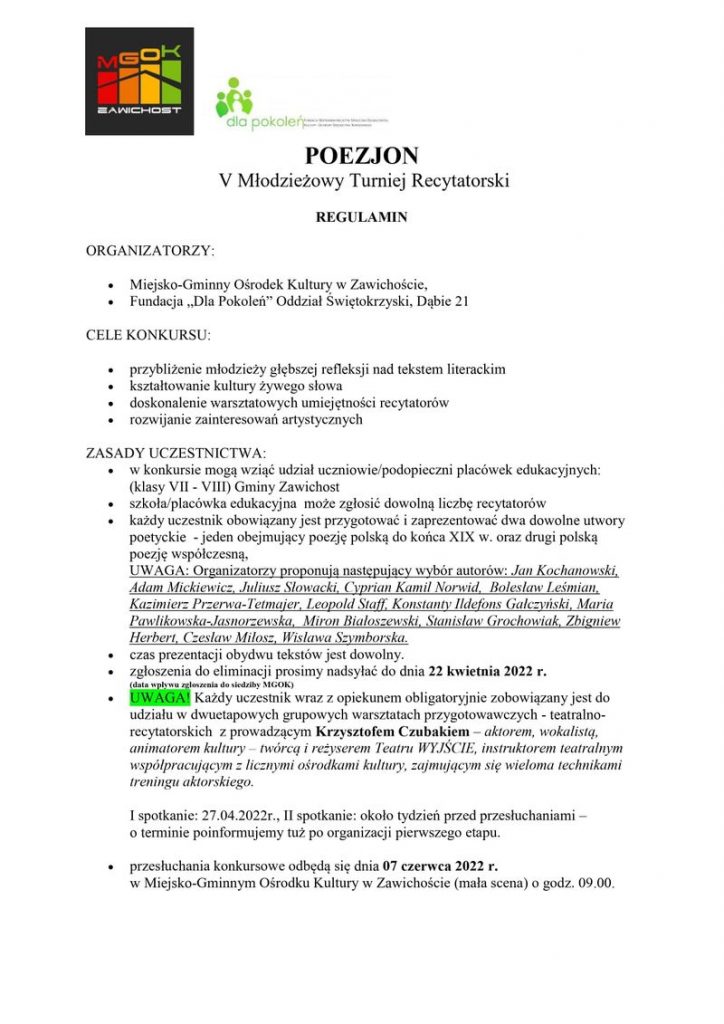 MGOK
ZAWICHOST
dla pokoleń
POEZJON
V Młodzieżowy Turniej Recytatorski
REGULAMIN
ORGANIZATORZY:
• Miejsko-Gminny Ośrodek Kultury w Zawichoście,
• Fundacja „Dla Pokoleń” Oddział Świętokrzyski, Dąbie 21
CELE KONKURSU:
• przybliżenie młodzieży głębszej refleksji nad tekstem literackim
• kształtowanie kultury żywego słowa
• doskonalenie warsztatowych umiejętności recytatorów
• rozwijanie zainteresowań artystycznych
ZASADY UCZESTNICTWA:
• w konkursie mogą wziąć udział uczniowie/podopieczni placówek edukacyjnych:
(klasy VII - VIII) Gminy Zawichost
• szkoła/placówka edukacyjna może zgłosić dowolną liczbę recytatorów
• każdy uczestnik obowiązany jest przygotować i zaprezentować dwa dowolne utwory
poetyckie - jeden obejmujący poezję polską do końca XIX w. oraz drugi polską
poezję współczesną,
UWAGA: Organizatorzy proponują następujący wybór autorów: Jan Kochanowski,
Adam Mickiewicz, Juliusz Słowacki, Cyprian Kamil Norwid, Bolesław Leśmian,
Kazimierz Przerwa-Tetmajer, Leopold Staff, Konstanty Ildefons Gałczyński, Maria
Pawlikowska-Jasnorzewska, Miron Białoszewski, Stanisław Grochowiak, Zbigniew
Herbert, Czesław Miłosz, Wisława Szymborska.
• czas prezentacji obydwu tekstów jest dowolny.
• zgłoszenia do eliminacji prosimy nadsyłać do dnia 22 kwietnia 2022 r.
(data wpływu zgłoszenia do siedziby MGOK)
• UWAGA! Każdy uczestnik wraz z opiekunem obligatoryjnie zobowiązany jest do
udziału w dwuetapowych grupowych warsztatach przygotowawczych - teatralno-
recytatorskich z prowadzącym Krzysztofem Czubakiem – aktorem, wokalistą,
animatorem kultury – twórcą i reżyserem Teatru WYJŚCIE, instruktorem teatralnym
współpracującym z licznymi ośrodkami kultury, zajmującym się wieloma technikami
treningu aktorskiego.
I spotkanie: 27.04.2022r., II spotkanie: około tydzień przed przesłuchaniami –
o terminie poinformujemy tuż po organizacji pierwszego etapu.
• przesłuchania konkursowe odbędą się dnia 07 czerwca 2022 r.
w Miejsko-Gminnym Ośrodku Kultury w Zawichoście (mała scena) o godz. 09.00.